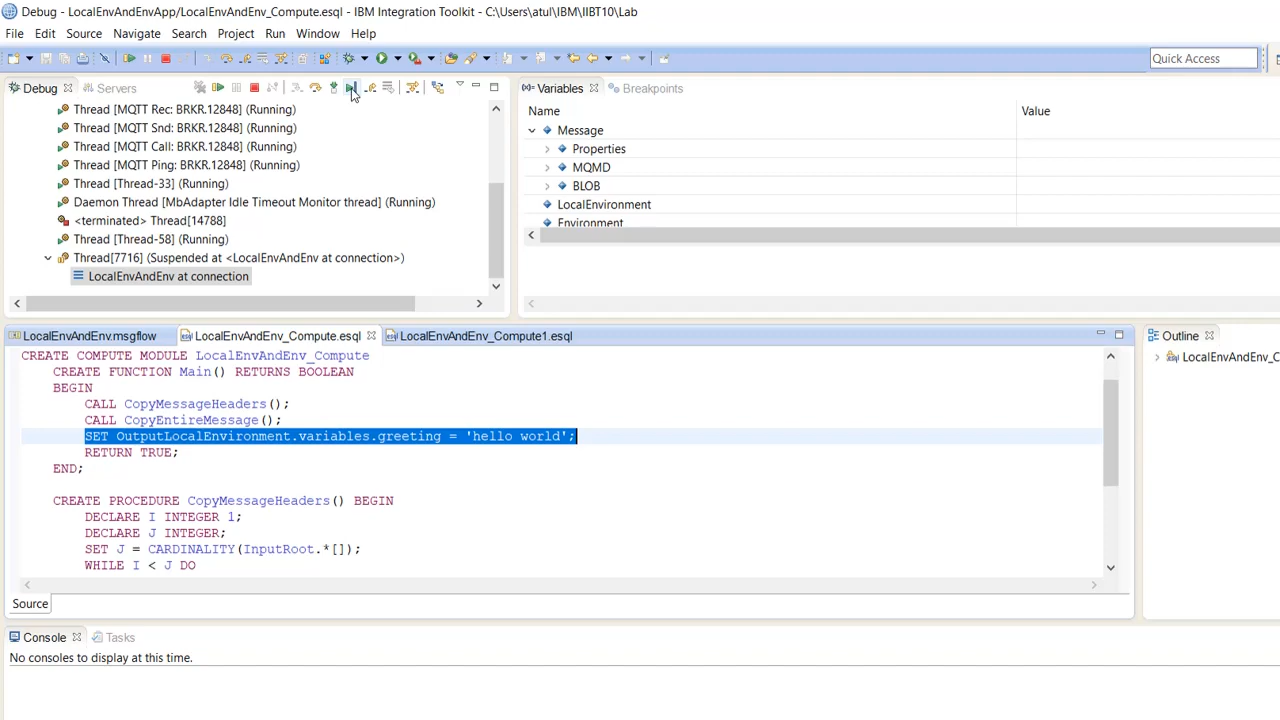 Debug - LocalEnvAndEnvApp/LocalEnvAndEnv_Compute.esql - IBM Integration Toolkit - C:\Users\atul\IBM\IIBT10\Lab
File Edit Source Navigate Search Project Run Window Help
Quick Access
Debug Servers
Thread [MQTT Rec: BRKR.12848] (Running)
Thread [MQTT Snd: BRKR.12848] (Running)
Thread [MQTT Call: BRKR.12848] (Running)
Thread [MQTT Ping: BRKR.12848] (Running)
Thread [Thread-33] (Running)
Daemon Thread [MbAdapter Idle Timeout Monitor thread] (Running)
<terminated> Thread[14788]
Thread [Thread-58] (Running)
Thread[7716] (Suspended at <LocalEnvAndEnv at connection>)
LocalEnvAndEnv at connection
Variables Breakpoints
Name Value
Message
Properties
MQMD
BLOB
LocalEnvironment
Environment
LocalEnvAndEnv.msgflow LocalEnvAndEnv_Compute.esql LocalEnvAndEnv_Compute1.esql
CREATE COMPUTE MODULE LocalEnvAndEnv_Compute
CREATE FUNCTION Main() RETURNS BOOLEAN
BEGIN
CALL CopyMessageHeaders();
CALL CopyEntireMessage();
SET OutputLocalEnvironment.variables.greeting = 'hello world';
RETURN TRUE;
END;
CREATE PROCEDURE CopyMessageHeaders() BEGIN
DECLARE I INTEGER 1;
DECLARE J INTEGER;
SET J = CARDINALITY(InputRoot.*[]);
WHILE I < J DO
Source
Outline
LocalEnvAndEnv_C
Console Tasks
No consoles to display at this time.